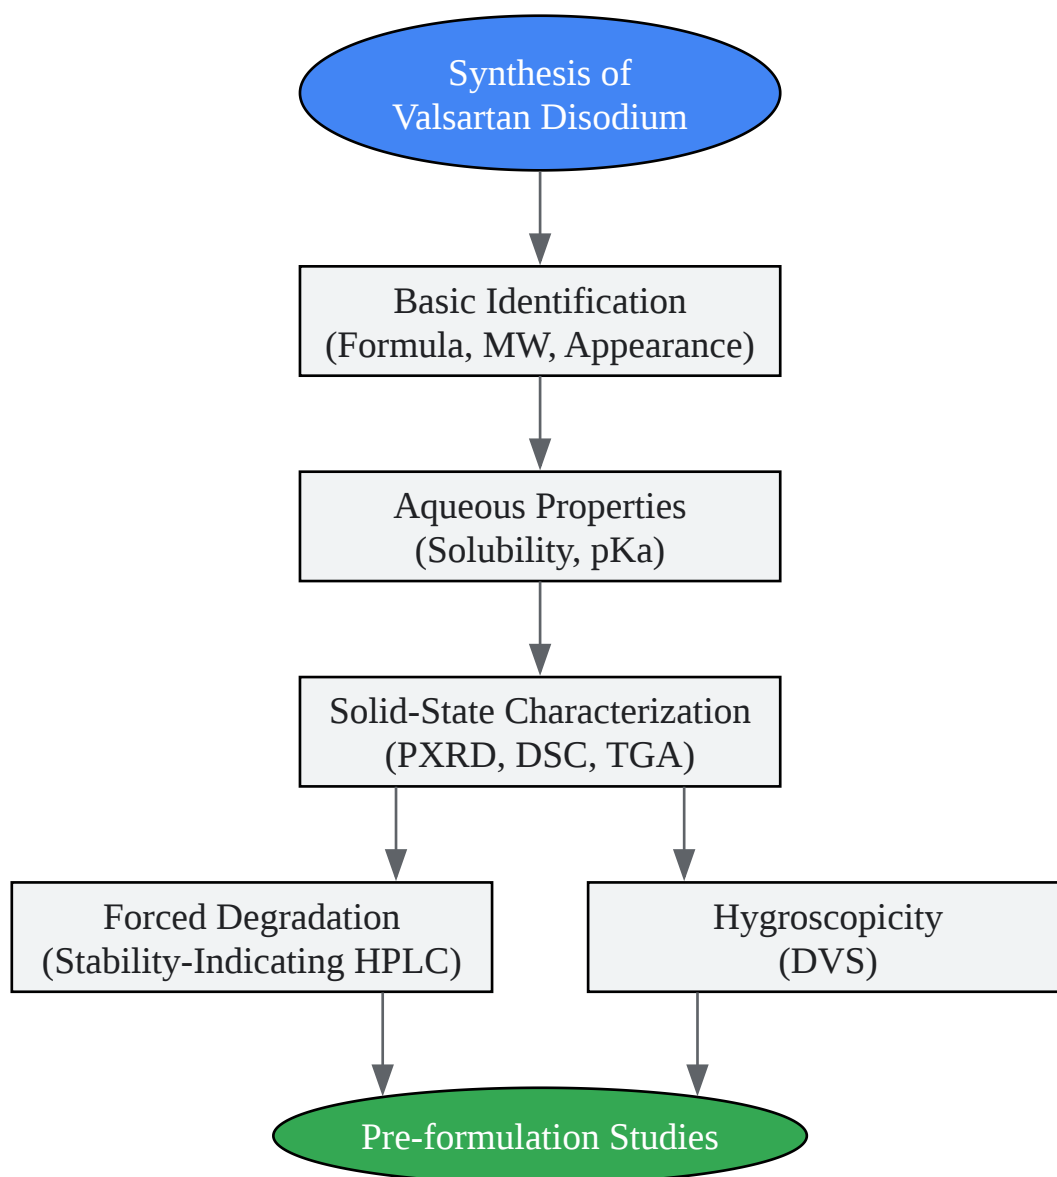 Synthesis of
Valsartan Disodium
Basic Identification
(Formula, MW, Appearance)
Aqueous Properties
(Solubility, pKa)
Solid-State Characterization
(PXRD, DSC, TGA)
Forced Degradation
(Stability-Indicating HPLC)
Hygroscopicity
(DVS)
Pre-formulation Studies